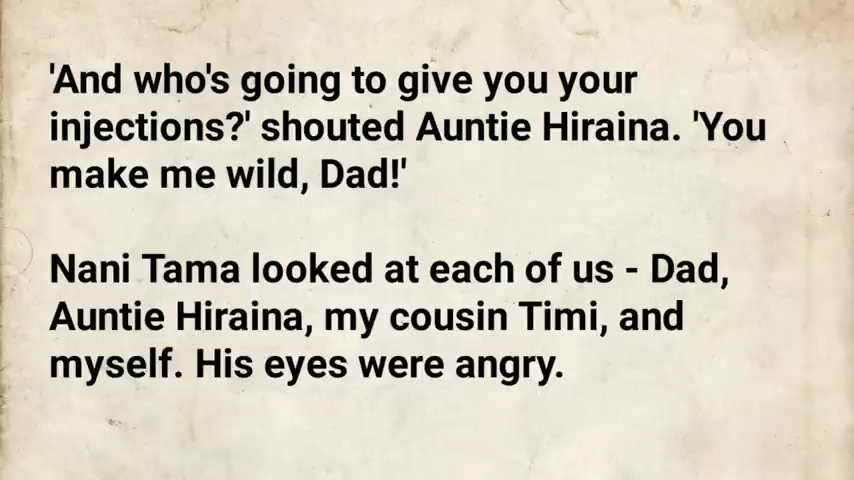 'And who's going to give you your
injections?' shouted Auntie Hiraina. 'You
make me wild, Dad!'
Nani Tama looked at each of us - Dad,
Auntie Hiraina, my cousin Timi, and
myself. His eyes were angry.